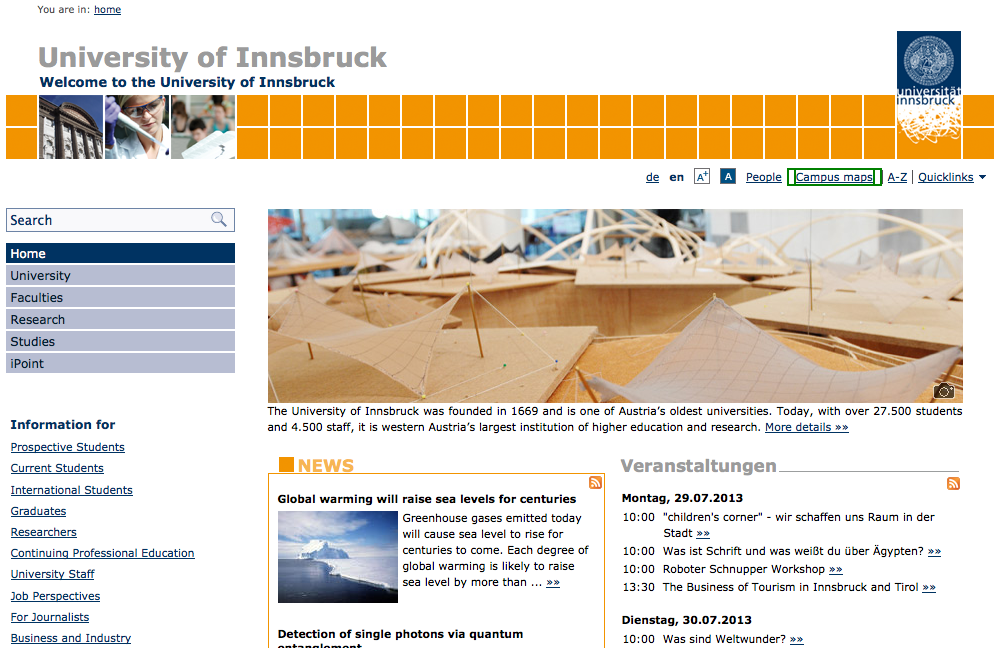 You are in: home
University of Innsbruck
Welcome to the University of Innsbruck
universität
innsbruck
de en A+ A People Campus maps A-Z Quicklinks
Search
Home
University
Faculties
Research
Studies
iPoint
Information for
Prospective Students
Current Students
International Students
Graduates
Researchers
Continuing Professional Education
University Staff
Job Perspectives
For Journalists
Business and Industry
The University of Innsbruck was founded in 1669 and is one of Austria's oldest universities. Today, with over 27.500 students
and 4.500 staff, it is western Austria's largest institution of higher education and research. More details »»
NEWS
Global warming will raise sea levels for centuries
Greenhouse gases emitted today
will cause sea level to rise for
centuries to come. Each degree of
global warming is likely to raise
sea level by more than ... »»
Detection of single photons via quantum
entanglement
Veranstaltungen
Montag, 29.07.2013
10:00 "children's corner" - wir schaffen uns Raum in der
Stadt »»
10:00 Was ist Schrift und was weißt du über Ägypten? »»
10:00 Roboter Schnupper Workshop »»
13:30 The Business of Tourism in Innsbruck and Tirol »»
Dienstag, 30.07.2013
10:00 Was sind Weltwunder? »»